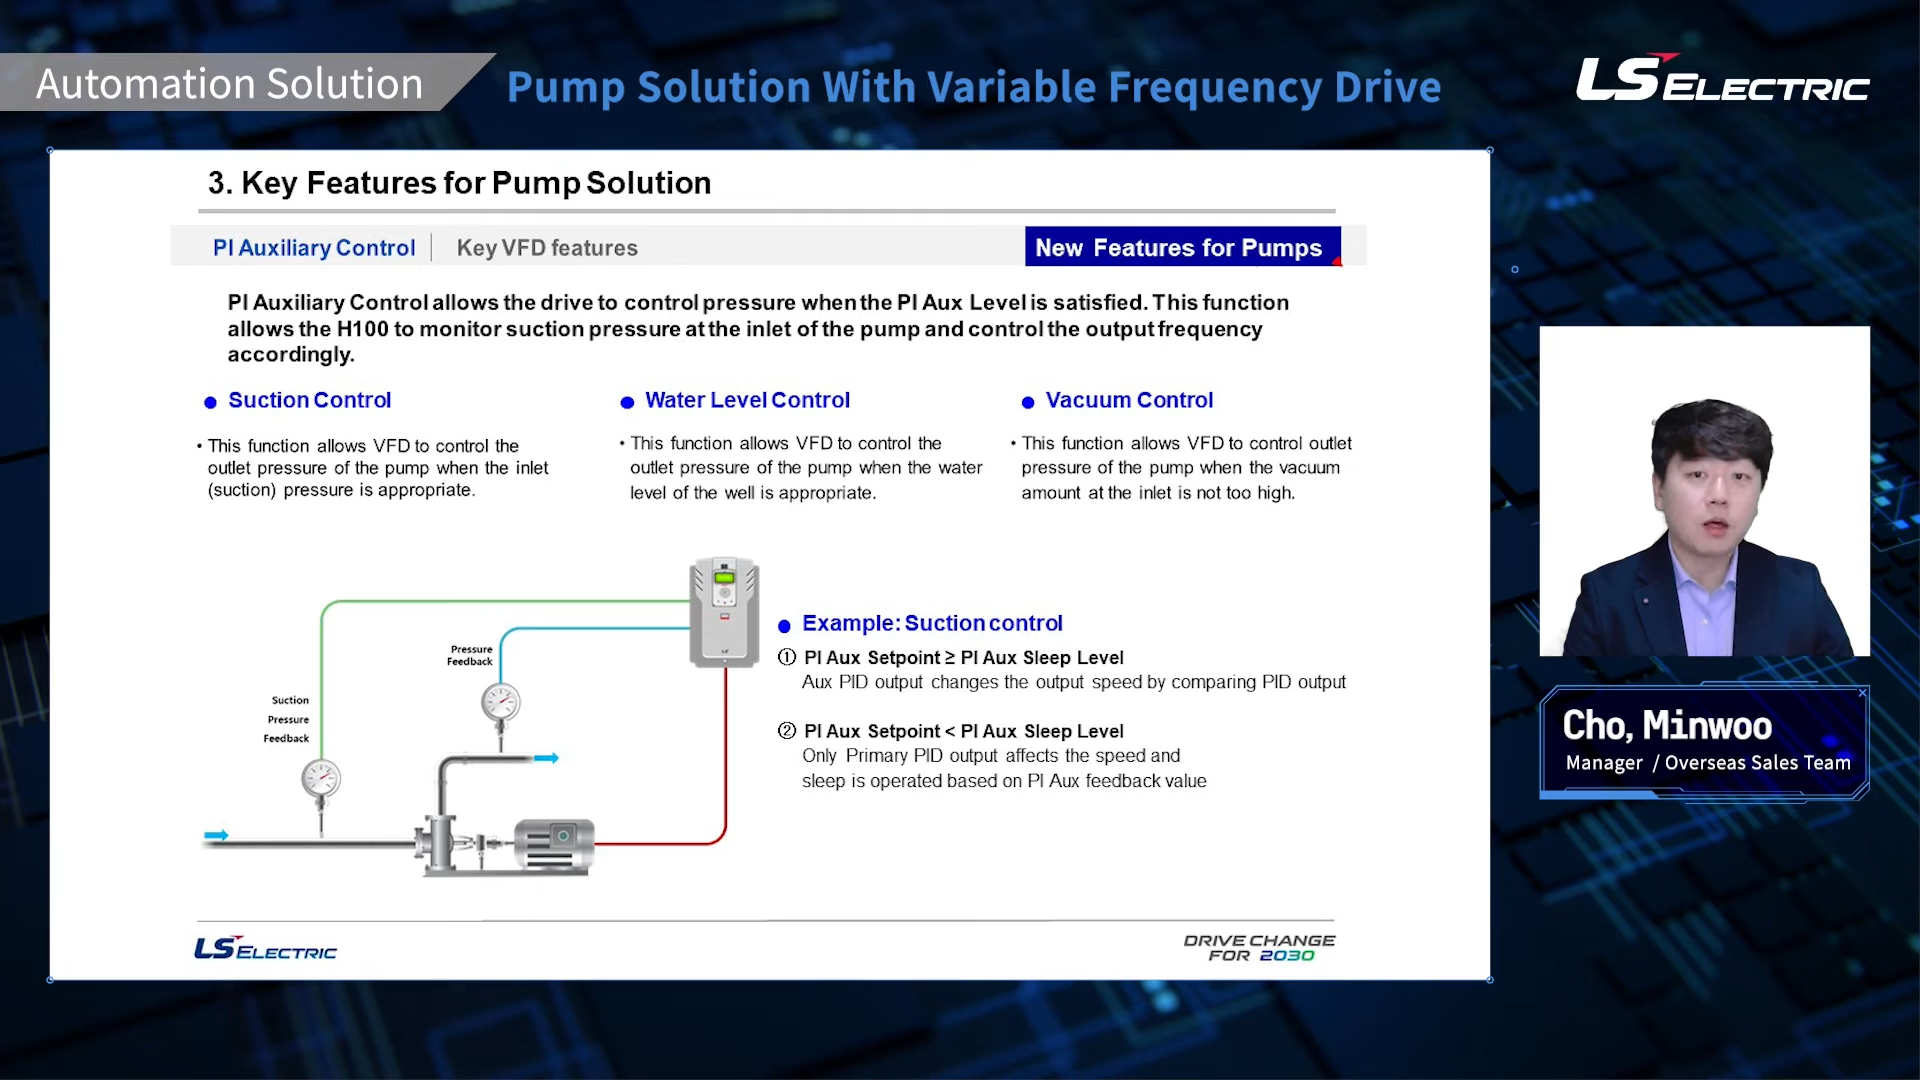 Automation Solution
Pump Solution With Variable Frequency Drive
LS ELECTRIC
3. Key Features for Pump Solution
PI Auxiliary Control
Key VFD features
New Features for Pumps
PI Auxiliary Control allows the drive to control pressure when the PI Aux Level is satisfied. This function
allows the H100 to monitor suction pressure at the inlet of the pump and control the output frequency
accordingly.
● Suction Control
• This function allows VFD to control the
outlet pressure of the pump when the inlet
(suction) pressure is appropriate.
● Water Level Control
• This function allows VFD to control the
outlet pressure of the pump when the water
level of the well is appropriate.
● Vacuum Control
• This function allows VFD to control outlet
pressure of the pump when the vacuum
amount at the inlet is not too high.
Pressure
Feedback
Suction
Pressure
Feedback
● Example: Suction control
① PI Aux Setpoint ≥ PI Aux Sleep Level
Aux PID output changes the output speed by comparing PID output
② PI Aux Setpoint < PI Aux Sleep Level
Only Primary PID output affects the speed and
sleep is operated based on PI Aux feedback value
LS ELECTRIC
DRIVE CHANGE
FOR 2030
Cho, Minwoo
Manager / Overseas Sales Team